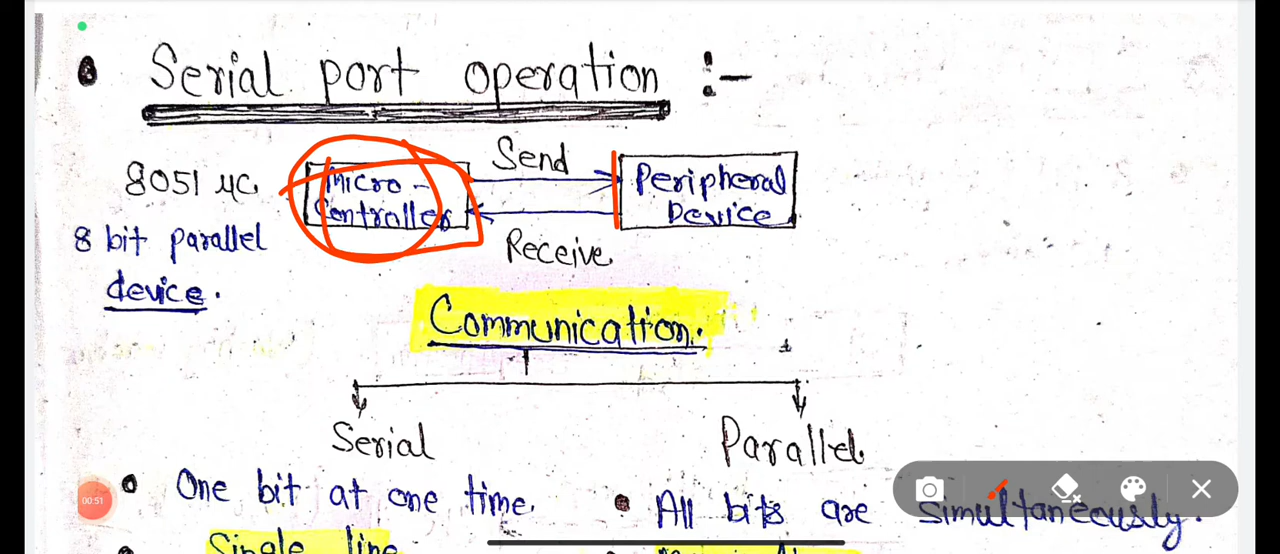 Serial port operation :-
8051 μC
Micro-
Controller
Send
Receive
Peripheral
Device
8 bit parallel
device.
Communication.
Serial
Parallel
One bit at one time.
All bits are simultaneously.
Single line
00:51